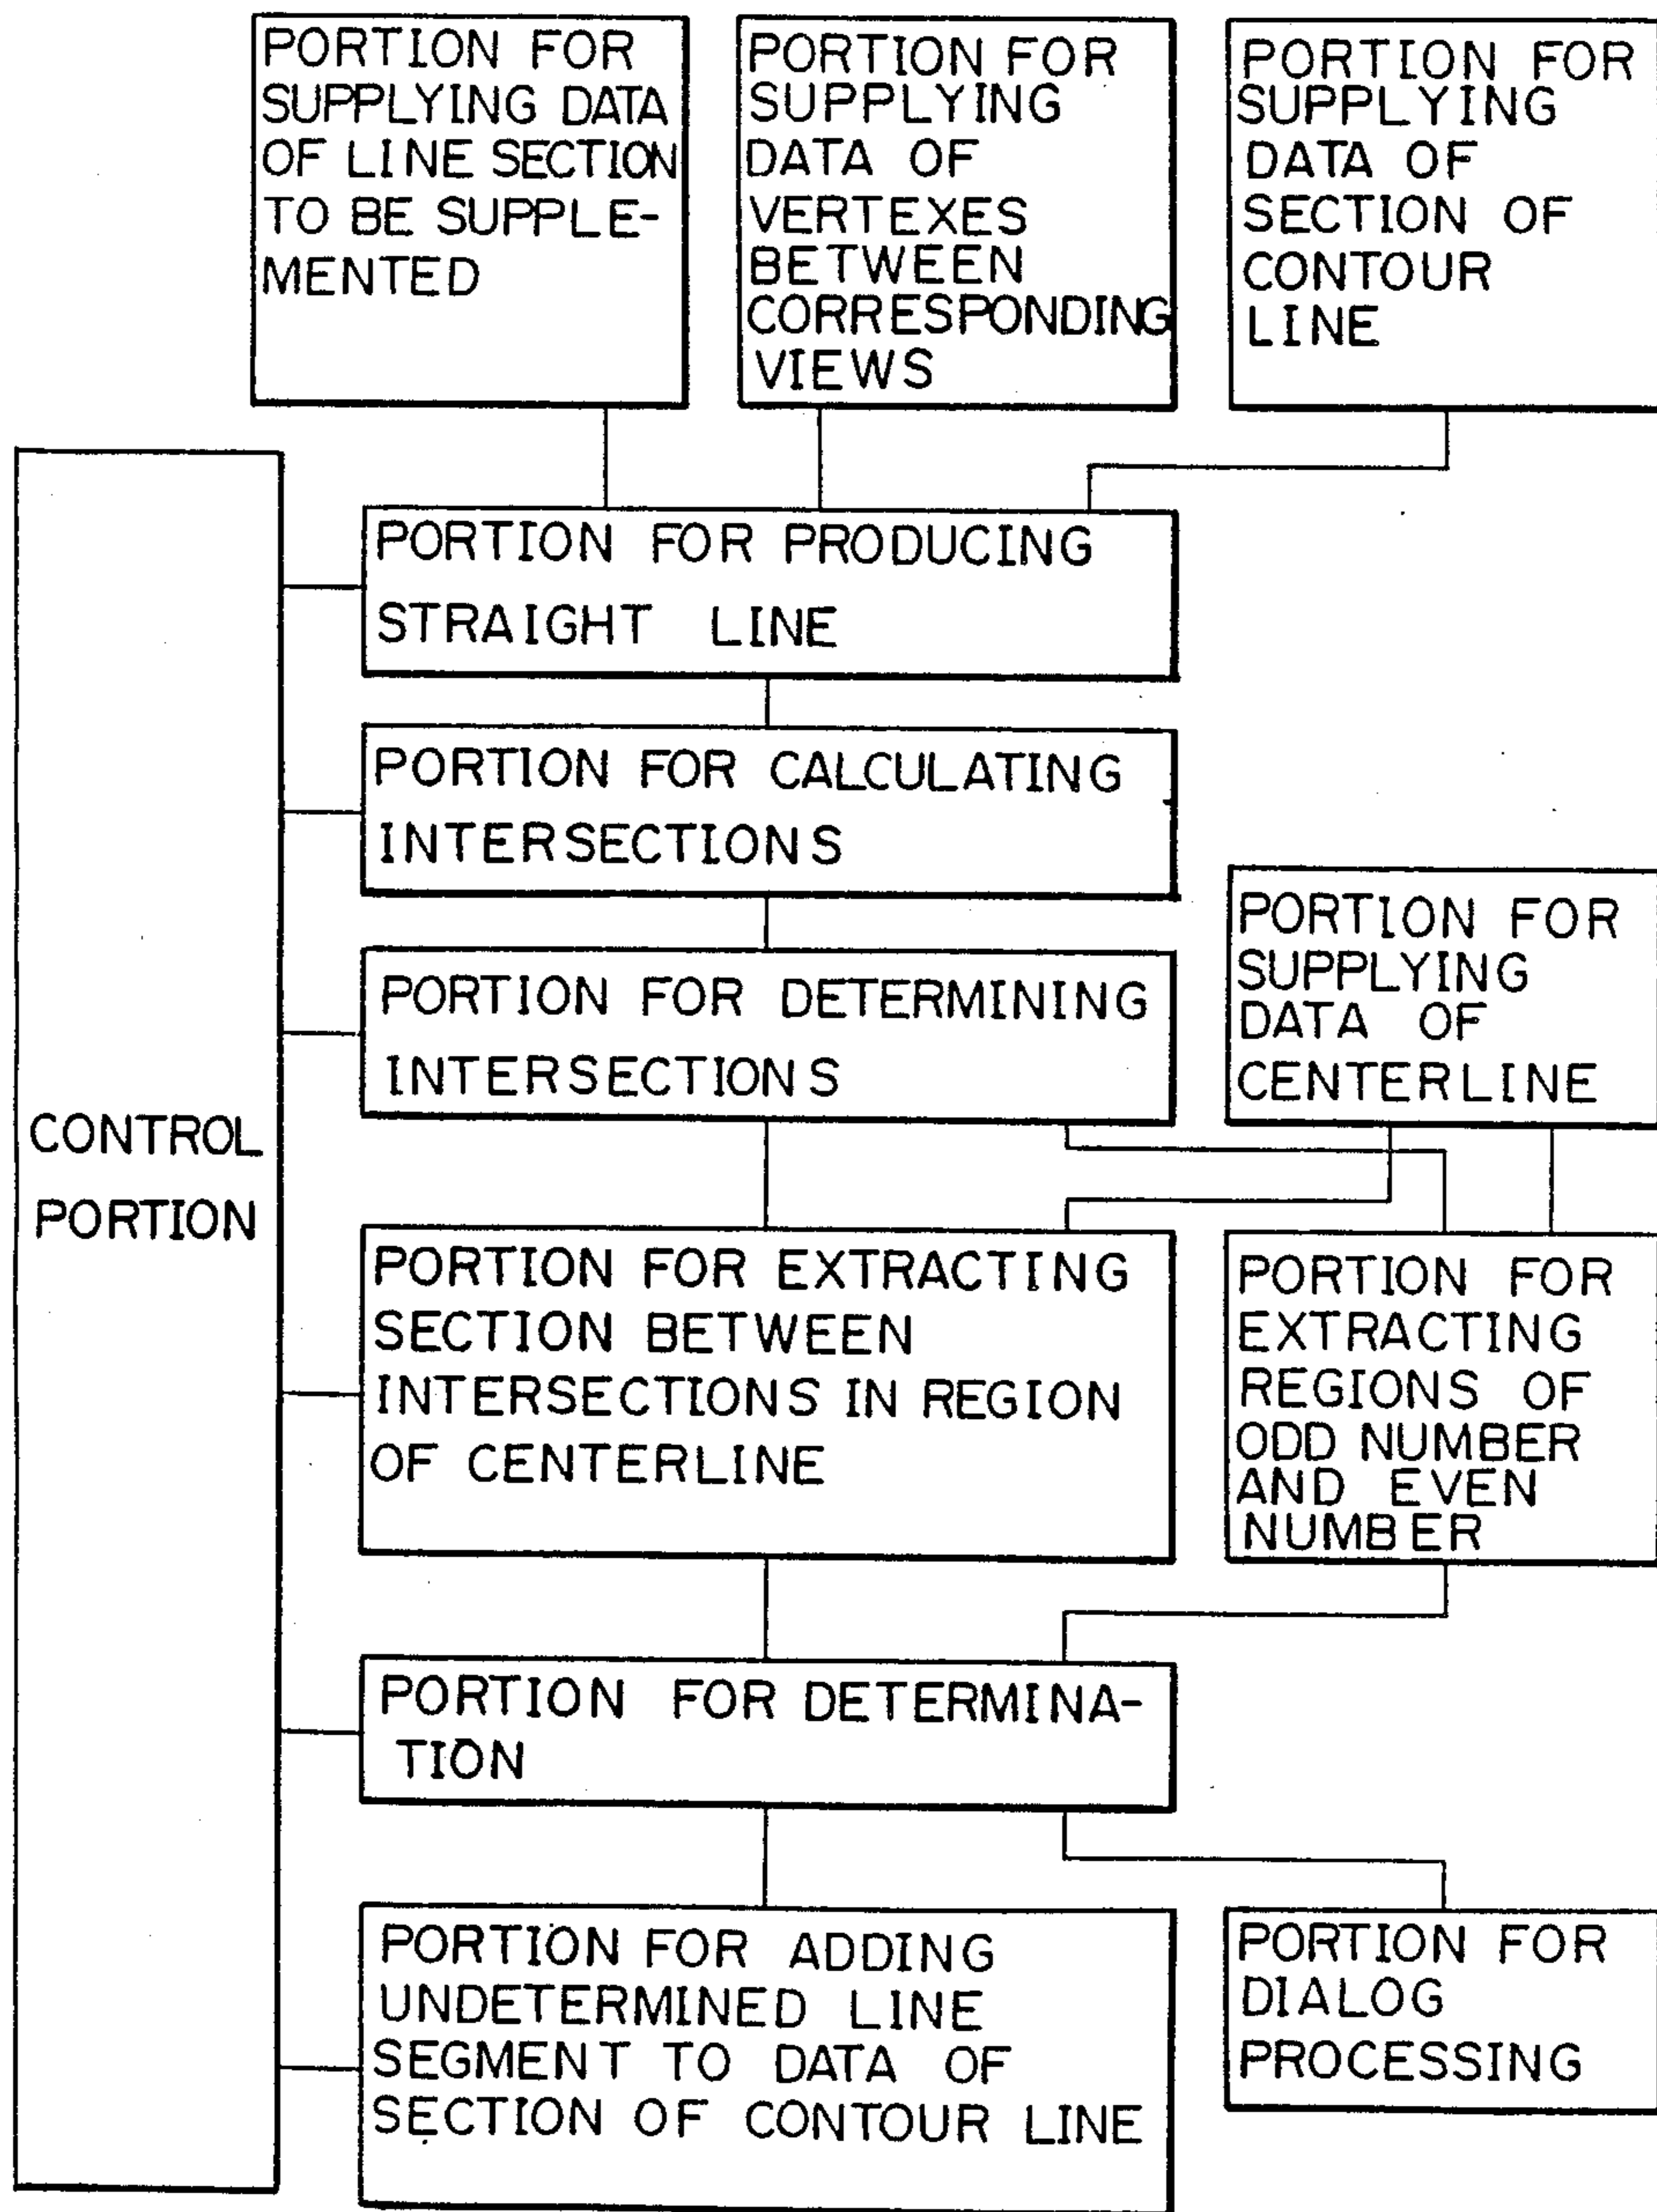 PORTION FOR
SUPPLYING DATA
OF LINE SECTION
TO BE SUPPLE-
MENTED
PORTION FOR
SUPPLYING
DATA OF
VERTEXES
BETWEEN
CORRESPONDING
VIEWS
PORTION FOR
SUPPLYING
DATA OF
SECTION OF
CONTOUR
LINE
PORTION FOR PRODUCING
STRAIGHT LINE
PORTION FOR CALCULATING
INTERSECTIONS
PORTION FOR DETERMINING
INTERSECTIONS
PORTION FOR
SUPPLYING
DATA OF
CENTERLINE
CONTROL
PORTION
PORTION FOR EXTRACTING
SECTION BETWEEN
INTERSECTIONS IN REGION
OF CENTERLINE
PORTION FOR
EXTRACTING
REGIONS OF
ODD NUMBER
AND EVEN
NUMBER
PORTION FOR DETERMINA-
TION
PORTION FOR ADDING
UNDETERMINED LINE
SEGMENT TO DATA OF
SECTION OF CONTOUR LINE
PORTION FOR
DIALOG
PROCESSING